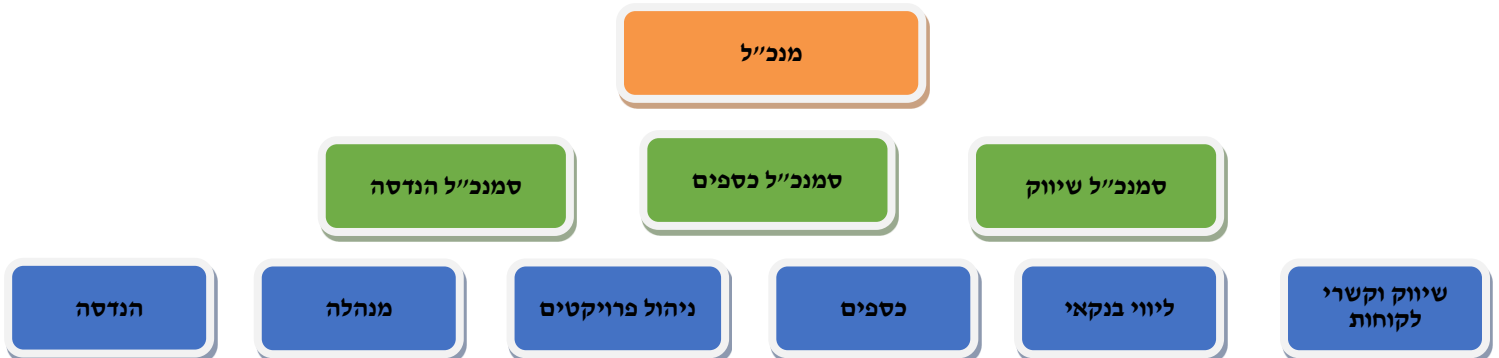 מנכ"ל
סמנכ"ל שיווק
סמנכ"ל כספים
סמנכ"ל הנדסה
שיווק וקשרי
לקוחות
ליווי בנקאי
כספים
ניהול פרויקטים
מנהלה
הנדסה